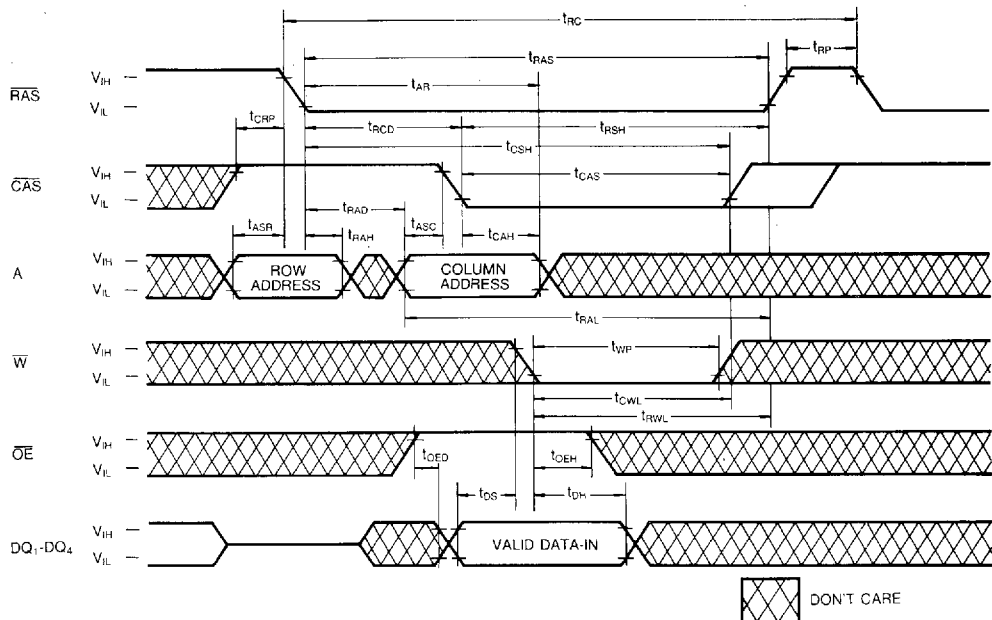 tRC
tRAS
tRP
tAR
RAS
VIH
VIL
tCRP
tRCD
tRSH
tCSH
CAS
VIH
VIL
tCAS
tRAD
tASR
tRAH
tASC
tCAH
A
VIH
VIL
ROW
ADDRESS
COLUMN
ADDRESS
tRAL
W
VIH
VIL
tWP
tCWL
tRWL
OE
VIH
VIL
tOED
tOEH
tDS
tDH
DQ1-DQ4
VIH
VIL
VALID DATA-IN
DON'T CARE